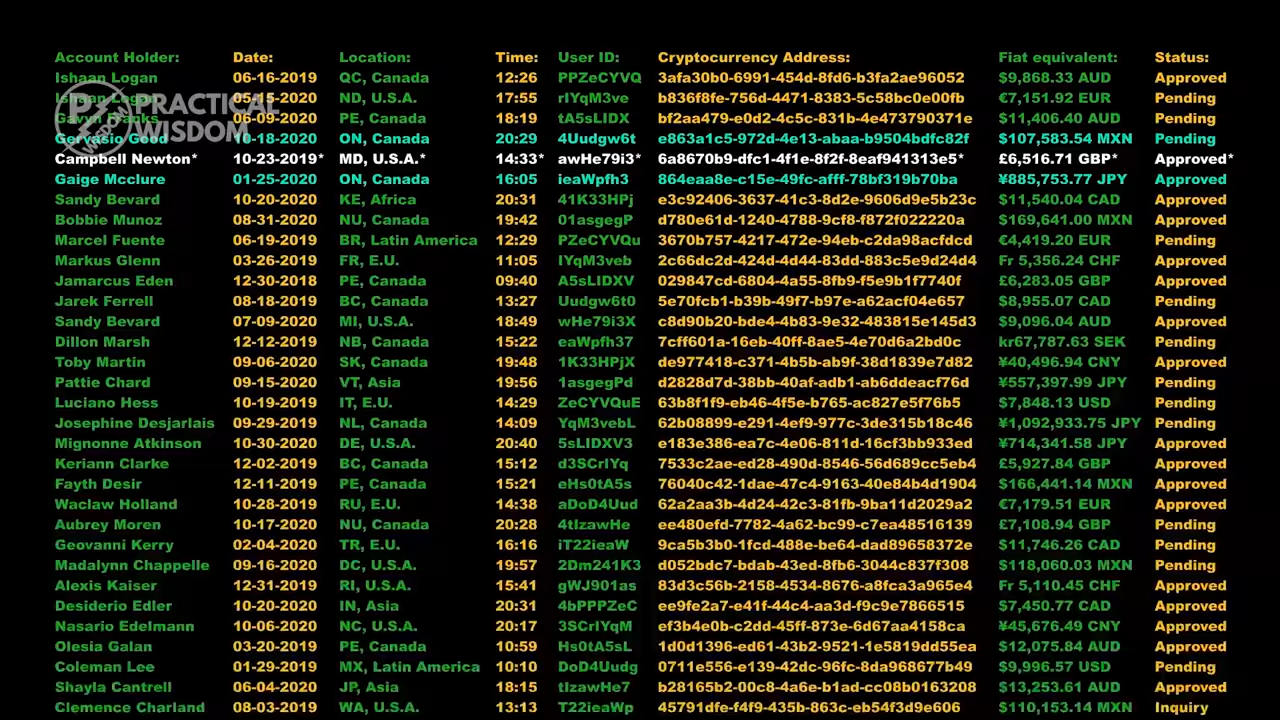 Account Holder: Date: Location: Time: User ID: Cryptocurrency Address: Fiat equivalent: Status:
Ishaan Logan 06-16-2019 QC, Canada 12:26 PPZeCYVQ 3afa30b0-6991-454d-8fd6-b3fa2ae96052 $9,868.33 AUD Approved
PRACTICAL
WISDOM
WISDOM
Ishaan Logan 05-15-2020 ND, U.S.A. 17:55 rIYqM3ve b836f8fe-756d-4471-8383-5c58bc0e00fb €7,151.92 EUR Pending
Gavyn Franks 06-09-2020 PE, Canada 18:19 tA5sLIDX bf2aa479-e0d2-4c5c-831b-4e473790371e $11,406.40 AUD Pending
Gervasio Good 10-18-2020 ON, Canada 20:29 4Uudgw6t e863a1c5-972d-4e13-abaa-b9504bdfc82f $107,583.54 MXN Pending
Campbell Newton* 10-23-2019* MD, U.S.A.* 14:33* awHe79i3* 6a8670b9-dfc1-4f1e-8f2f-8eaf941313e5* £6,516.71 GBP* Approved*
Gaige Mcclure 01-25-2020 ON, Canada 16:05 ieaWpfh3 864eaa8e-c15e-49fc-afff-78bf319b70ba ¥885,753.77 JPY Approved
Sandy Bevard 10-20-2020 KE, Africa 20:31 41K33HPj e3c92406-3637-41c3-8d2e-9606d9e5b23c $11,540.04 CAD Approved
Bobbie Munoz 08-31-2020 NU, Canada 19:42 01asgegP d780e61d-1240-4788-9cf8-f872f022220a $169,641.00 MXN Pending
Marcel Fuente 06-19-2019 BR, Latin America 12:29 PZeCYVQu 3670b757-4217-472e-94eb-c2da98acfdcd €4,419.20 EUR Pending
Markus Glenn 03-26-2019 FR, E.U. 11:05 IYqM3veb 2c66dc2d-424d-4d44-83dd-883c5e9d24d4 Fr 5,356.24 CHF Approved
Jamarcus Eden 12-30-2018 PE, Canada 09:40 A5sLIDXV 029847cd-6804-4a55-8fb9-f5e9b1f7740f £6,283.05 GBP Approved
Jarek Ferrell 08-18-2019 BC, Canada 13:27 Uudgw6t0 5e70fcb1-b39b-49f7-b97e-a62acf04e657 $8,955.07 CAD Pending
Sandy Bevard 07-09-2020 MI, U.S.A. 18:49 wHe79i3X c8d90b20-bde4-4b83-9e32-483815e145d3 $9,096.04 AUD Approved
Dillon Marsh 12-12-2019 NB, Canada 15:22 eaWpfh37 7cff601a-16eb-40ff-8ae5-4e70d6a2bd0c kr67,787.63 SEK Pending
Toby Martin 09-06-2020 SK, Canada 19:48 1K33HPjX de977418-c371-4b5b-ab9f-38d1839e7d82 ¥40,496.94 CNY Approved
Pattie Chard 09-15-2020 VT, Asia 19:56 1asgegPd d2828d7d-38bb-40af-adb1-ab6ddeacf76d ¥557,397.99 JPY Pending
Luciano Hess 10-19-2019 IT, E.U. 14:29 ZeCYVQuE 63b8f1f9-eb46-4f5e-b765-ac827e5f76b5 $7,848.13 USD Pending
Josephine Desjarlais 09-29-2019 NL, Canada 14:09 YqM3vebL 62b08899-e291-4ef9-977c-3de315b18c46 ¥1,092,933.75 JPY Pending
Mignonne Atkinson 10-30-2020 DE, U.S.A. 20:40 5sLIDXV3 e183e386-ea7c-4e06-811d-16cf3bb933ed ¥714,341.58 JPY Approved
Keriann Clarke 12-02-2019 BC, Canada 15:12 d3SCrIYq 7533c2ae-ed28-490d-8546-56d689cc5eb4 £5,927.84 GBP Approved
Fayth Desir 12-11-2019 PE, Canada 15:21 eHs0tA5s 76040c42-1dae-47c4-9163-40e84b4d1904 $166,441.14 MXN Approved
Waclaw Holland 10-28-2019 RU, E.U. 14:38 aDoD4Uud 62a2aa3b-4d24-42c3-81fb-9ba11d2029a2 €7,179.51 EUR Approved
Aubrey Moren 10-17-2020 NU, Canada 20:28 4tIzawHe ee480efd-7782-4a62-bc99-c7ea48516139 £7,108.94 GBP Pending
Geovanni Kerry 02-04-2020 TR, E.U. 16:16 iT22ieaW 9ca5b3b0-1fcd-488e-be64-dad89658372e $11,746.26 CAD Pending
Madalynn Chappelle 09-16-2020 DC, U.S.A. 19:57 2Dm241K3 d052bdc7-bdab-43ed-8fb6-3044c837f308 $118,060.03 MXN Pending
Alexis Kaiser 12-31-2019 RI, U.S.A. 15:41 gWJ901as 83d3c56b-2158-4534-8676-a8fca3a965e4 Fr 5,110.45 CHF Approved
Desiderio Edler 10-20-2020 IN, Asia 20:31 4bPPPZeC ee9fe2a7-e41f-44c4-aa3d-f9c9e7866515 $7,450.77 CAD Approved
Nasario Edelmann 10-06-2020 NC, U.S.A. 20:17 3SCrIYqM ef3b4e0b-c2dd-45ff-873e-6d67aa4158ca ¥45,676.49 CNY Approved
Olesia Galan 03-20-2019 PE, Canada 10:59 Hs0tA5sL 1d0d1396-ed61-43b2-9521-1e5819dd55ea $12,075.84 AUD Approved
Coleman Lee 01-29-2019 MX, Latin America 10:10 DoD4Uudg 0711e556-e139-42dc-96fc-8da968677b49 $9,996.57 USD Pending
Shayla Cantrell 06-04-2020 JP, Asia 18:15 tIzawHe7 b28165b2-00c8-4a6e-b1ad-cc08b0163208 $13,253.61 AUD Approved
Clemence Charland 08-03-2019 WA, U.S.A. 13:13 T22ieaWp 45791dfe-f4f9-435b-863c-eb54f3d9e606 $110,153.14 MXN Inquiry